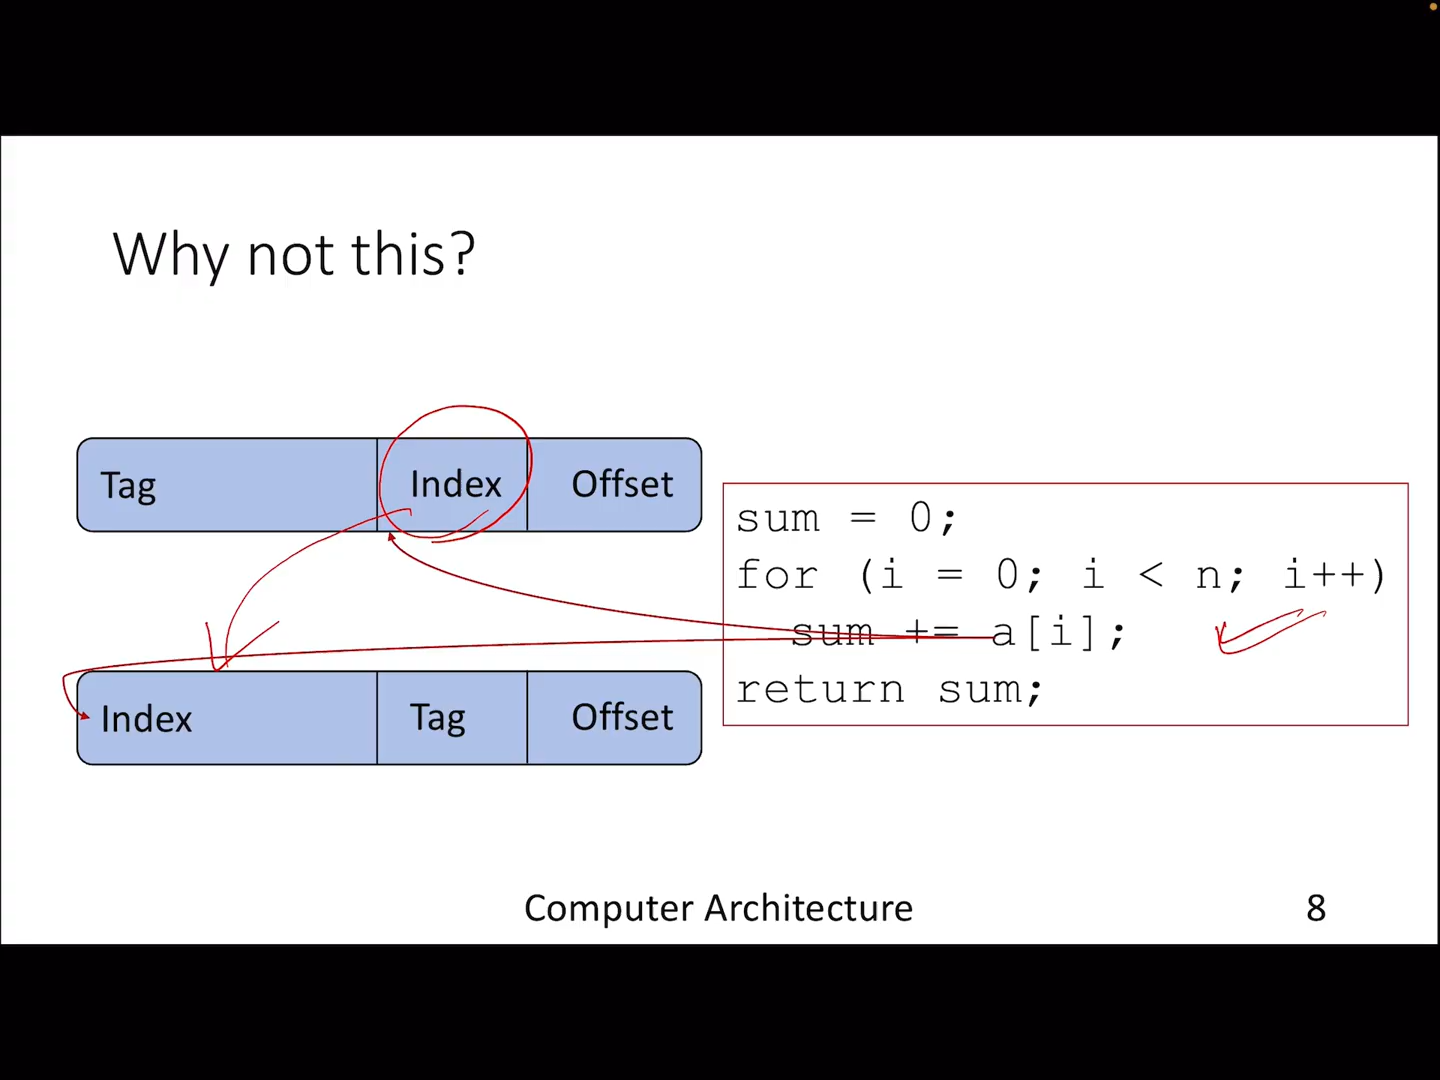 Why not this?
Tag Index Offset
sum = 0;
for (i = 0; i < n; i++)
sum += a[i];
return sum;
Index Tag Offset
Computer Architecture
8